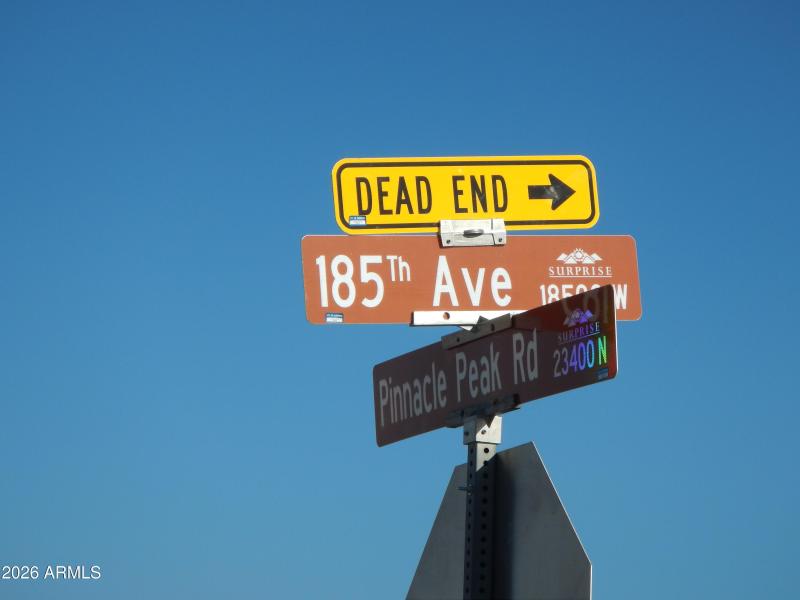 DEAD END
185Th Ave
SURPRISE
Pinnacle Peak Rd
SURPRISE
23400 N
2026 ARMLS